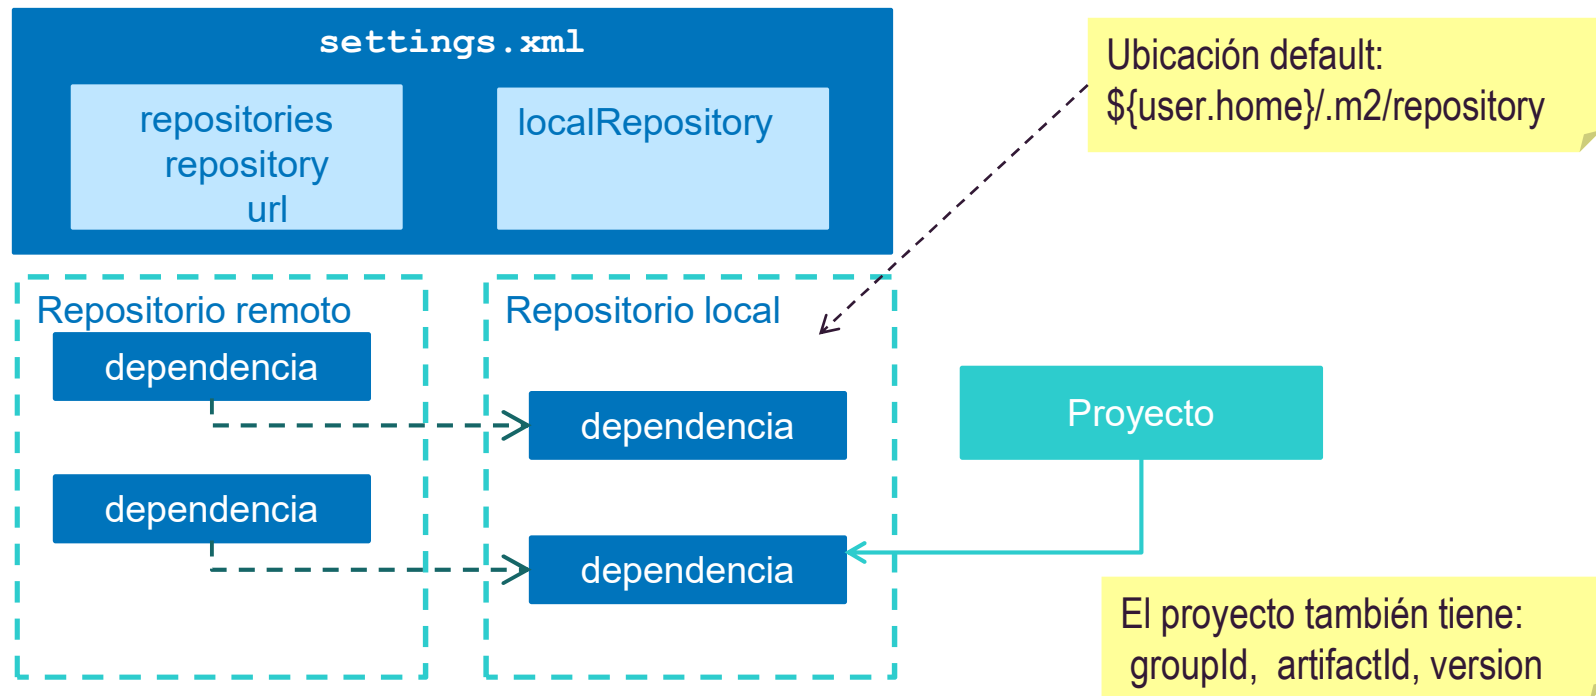 settings.xml
repositories
repository
url
localRepository
Ubicación default:
${user.home}/.m2/repository
Repositorio remoto
dependencia
dependencia
Repositorio local
dependencia
dependencia
Proyecto
El proyecto también tiene:
groupId, artifactId, version